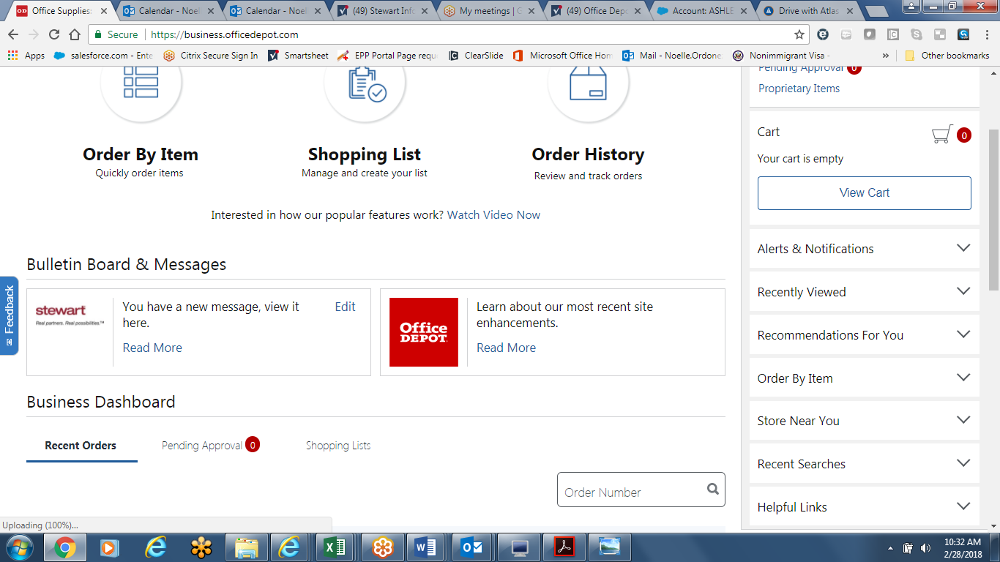 Office Supplies:
Calendar - Noell
Calendar - Noell
(49) Stewart Info
My meetings | G
(49) Office Depo
Account: ASHLE
Drive with Atlas
Secure
https://business.officedepot.com
Apps
salesforce.com - Ente
Citrix Secure Sign In
Smartsheet
EPP Portal Page requ
ClearSlide
Microsoft Office Hom
Mail - Noelle.Ordone
Nonimmigrant Visa -
»
Other bookmarks
Order By Item
Quickly order items
Shopping List
Manage and create your list
Order History
Review and track orders
Interested in how our popular features work? Watch Video Now
Bulletin Board & Messages
stewart
Real partners. Real possibilities.™
You have a new message, view it
here.
Edit
Read More
Office
DEPOT
Learn about our most recent site
enhancements.
Read More
Business Dashboard
Recent Orders
Pending Approval 0
Shopping Lists
Order Number
Pending Approval 0
Proprietary Items
Cart
0
Your cart is empty
View Cart
Alerts & Notifications
Recently Viewed
Recommendations For You
Order By Item
Store Near You
Recent Searches
Helpful Links
Feedback
Uploading (100%)...
10:32 AM
2/28/2018